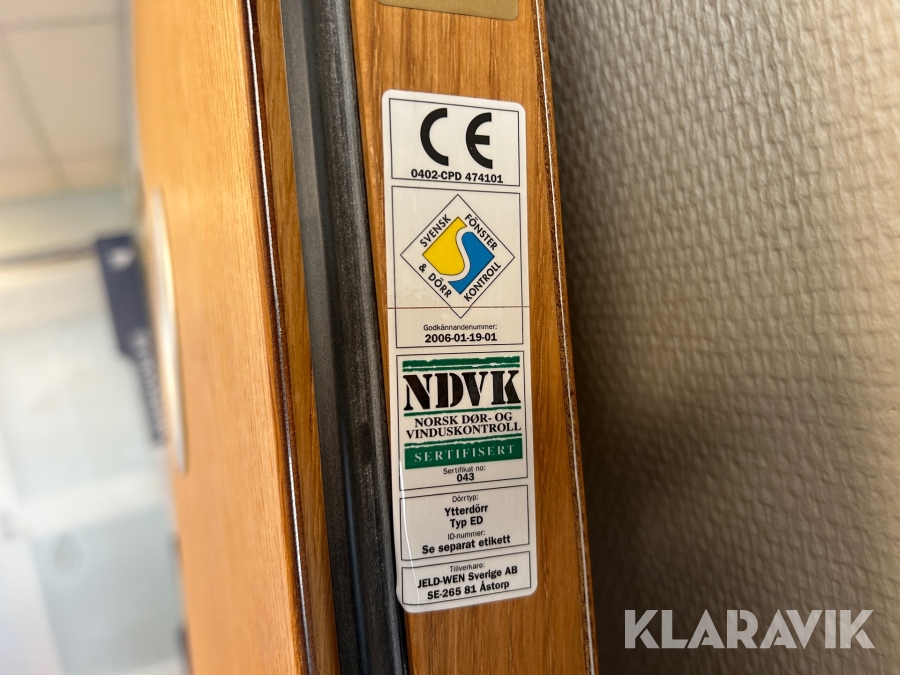 CE
0402-CPD 474101
SVENSK
FÖNSTER
& DÖRR
KONTROLL
Godkännandenummer:
2006-01-19-01
NDVK
NORSK DØR- OG
VINDUSKONTROLL
SERTIFISERT
Sertifikat no:
043
Dörrtyp:
Ytterdörr
Typ ED
ID-nummer:
Se separat etikett
Tillverkare:
JELD-WEN Sverige AB
SE-265 81 Åstorp
KLARAVIK